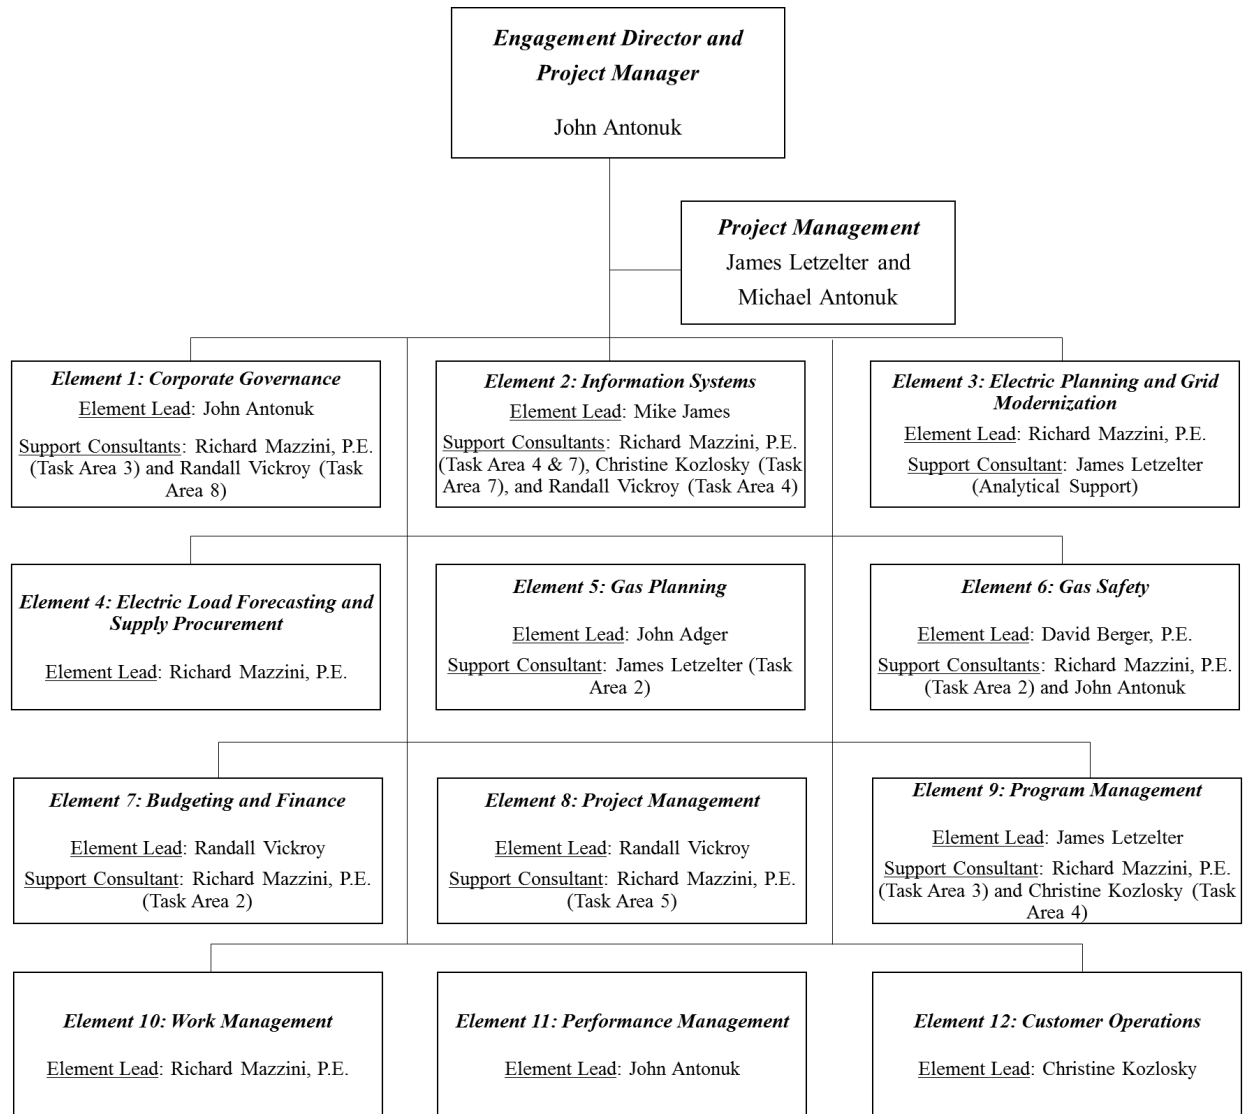 Engagement Director and
Project Manager
John Antonuk
Project Management
James Letzelter and
Michael Antonuk
Element 1: Corporate Governance
Element Lead: John Antonuk
Support Consultants: Richard Mazzini, P.E.
(Task Area 3) and Randall Vickroy (Task
Area 8)
Element 2: Information Systems
Element Lead: Mike James
Support Consultants: Richard Mazzini, P.E.
(Task Area 4 & 7), Christine Kozlosky (Task
Area 7), and Randall Vickroy (Task Area 4)
Element 3: Electric Planning and Grid
Modernization
Element Lead: Richard Mazzini, P.E.
Support Consultant: James Letzelter
(Analytical Support)
Element 4: Electric Load Forecasting and
Supply Procurement
Element Lead: Richard Mazzini, P.E.
Element 5: Gas Planning
Element Lead: John Adger
Support Consultant: James Letzelter (Task
Area 2)
Element 6: Gas Safety
Element Lead: David Berger, P.E.
Support Consultants: Richard Mazzini, P.E.
(Task Area 2) and John Antonuk
Element 7: Budgeting and Finance
Element Lead: Randall Vickroy
Support Consultant: Richard Mazzini, P.E.
(Task Area 2)
Element 8: Project Management
Element Lead: Randall Vickroy
Support Consultant: Richard Mazzini, P.E.
(Task Area 5)
Element 9: Program Management
Element Lead: James Letzelter
Support Consultant: Richard Mazzini, P.E.
(Task Area 3) and Christine Kozlosky (Task
Area 4)
Element 10: Work Management
Element Lead: Richard Mazzini, P.E.
Element 11: Performance Management
Element Lead: John Antonuk
Element 12: Customer Operations
Element Lead: Christine Kozlosky